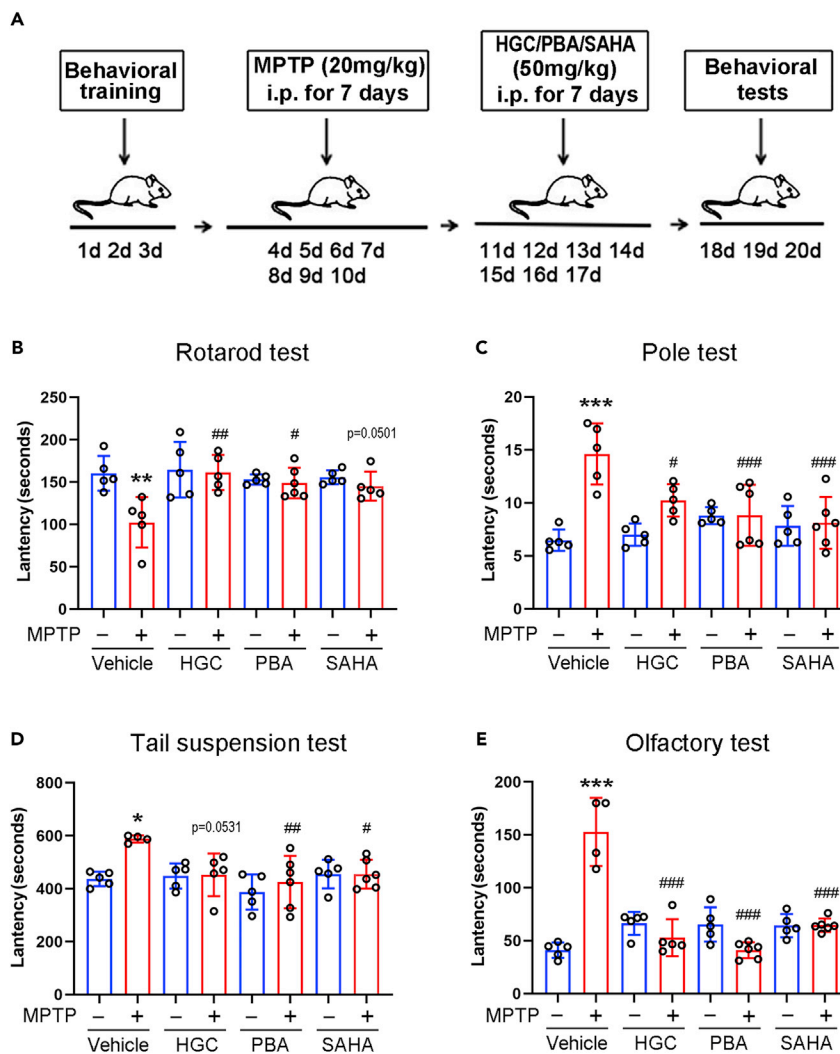 A
Behavioral
training
MPTP (20mg/kg)
i.p. for 7 days
HGC/PBA/SAHA
(50mg/kg)
i.p. for 7 days
Behavioral
tests
1d 2d 3d
4d 5d 6d 7d
8d 9d 10d
11d 12d 13d 14d
15d 16d 17d
18d 19d 20d
B
Rotarod test
Lantency (seconds)
250
200
150
100
50
0
**
##
#
p=0.0501
MPTP − + − + − + − +
Vehicle HGC PBA SAHA
C
Pole test
Lantency (seconds)
20
15
10
5
0
***
#
###
###
MPTP − + − + − + − +
Vehicle HGC PBA SAHA
D
Tail suspension test
Lantency (seconds)
800
600
400
200
0
*
p=0.0531
##
#
MPTP − + − + − + − +
Vehicle HGC PBA SAHA
E
Olfactory test
Lantency (seconds)
200
150
100
50
0
***
###
###
###
MPTP − + − + − + − +
Vehicle HGC PBA SAHA